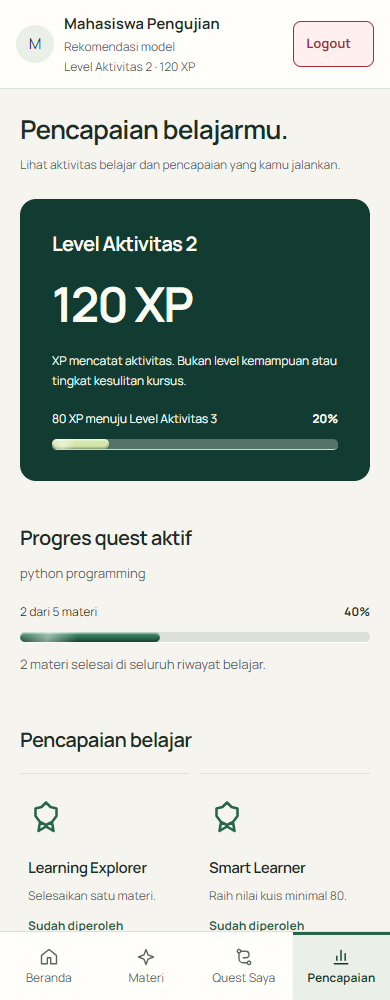 M
Mahasiswa Pengujian
Rekomendasi model
Level Aktivitas 2 · 120 XP
Logout
Pencapaian belajarmu.
Lihat aktivitas belajar dan pencapaian yang kamu jalankan.
Level Aktivitas 2
120 XP
XP mencatat aktivitas. Bukan level kemampuan atau
tingkat kesulitan kursus.
80 XP menuju Level Aktivitas 3
20%
Progres quest aktif
python programming
2 dari 5 materi
40%
2 materi selesai di seluruh riwayat belajar.
Pencapaian belajar
Learning Explorer
Selesaikan satu materi.
Sudah diperoleh
Smart Learner
Raih nilai kuis minimal 80.
Sudah diperoleh
Beranda
Materi
Quest Saya
Pencapaian